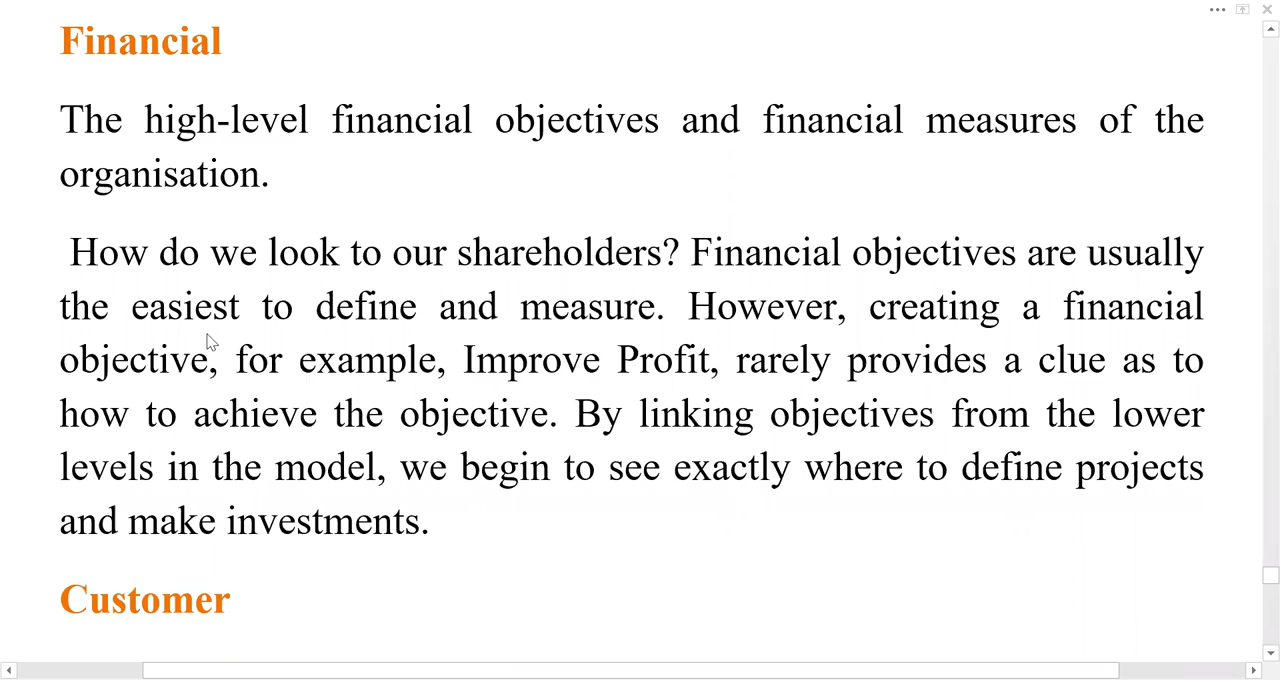 Financial
The high-level financial objectives and financial measures of the
organisation.
How do we look to our shareholders? Financial objectives are usually
the easiest to define and measure. However, creating a financial
objective, for example, Improve Profit, rarely provides a clue as to
how to achieve the objective. By linking objectives from the lower
levels in the model, we begin to see exactly where to define projects
and make investments.
Customer